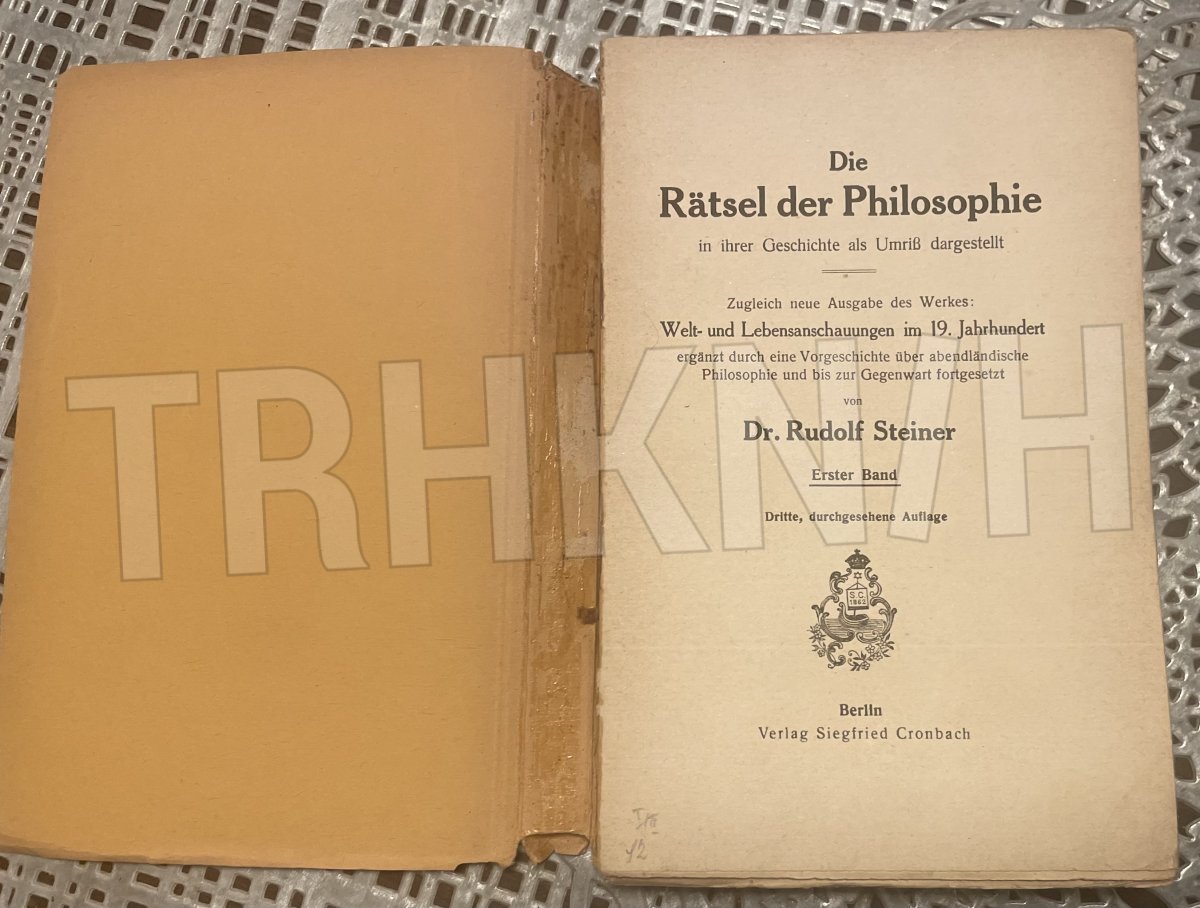 Die
Rätsel der Philosophie
in ihrer Geschichte als Umriß dargestellt
Zugleich neue Ausgabe des Werkes:
Welt- und Lebensanschauungen im 19. Jahrhundert
ergänzt durch eine Vorgeschichte über abendländische
Philosophie und bis zur Gegenwart fortgesetzt
von
Dr. Rudolf Steiner
Erster Band
Dritte, durchgesehene Auflage
S.C.
1862
Berlin
Verlag Siegfried Cronbach
TRHKN/H